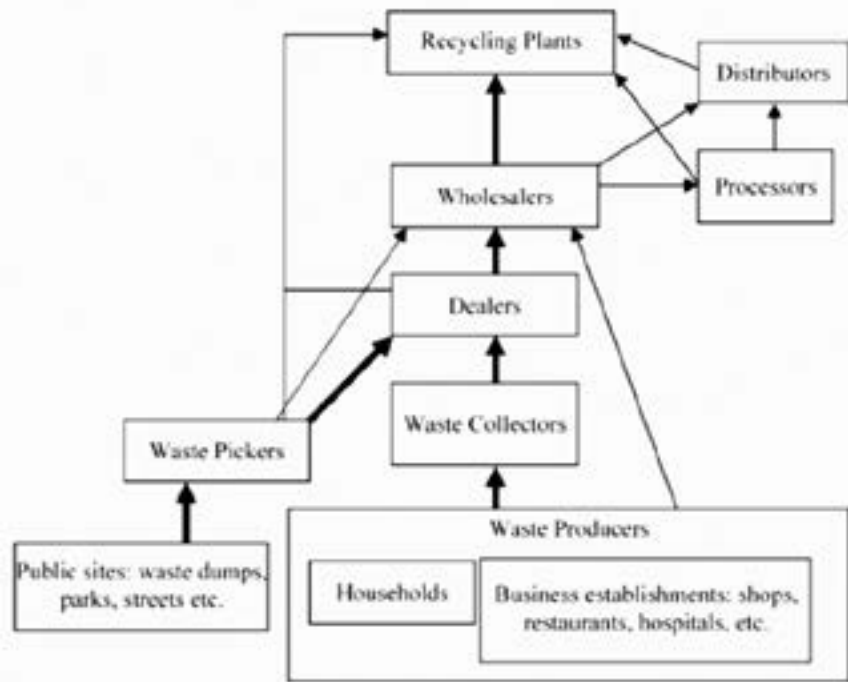 Recycling Plants
Distributors
Processors
Wholesalers
Dealers
Waste Collectors
Waste Pickers
Waste Producers
Public sites: waste dumps,
parks, streets etc.
Households
Business establishments: shops,
restaurants, hospitals, etc.